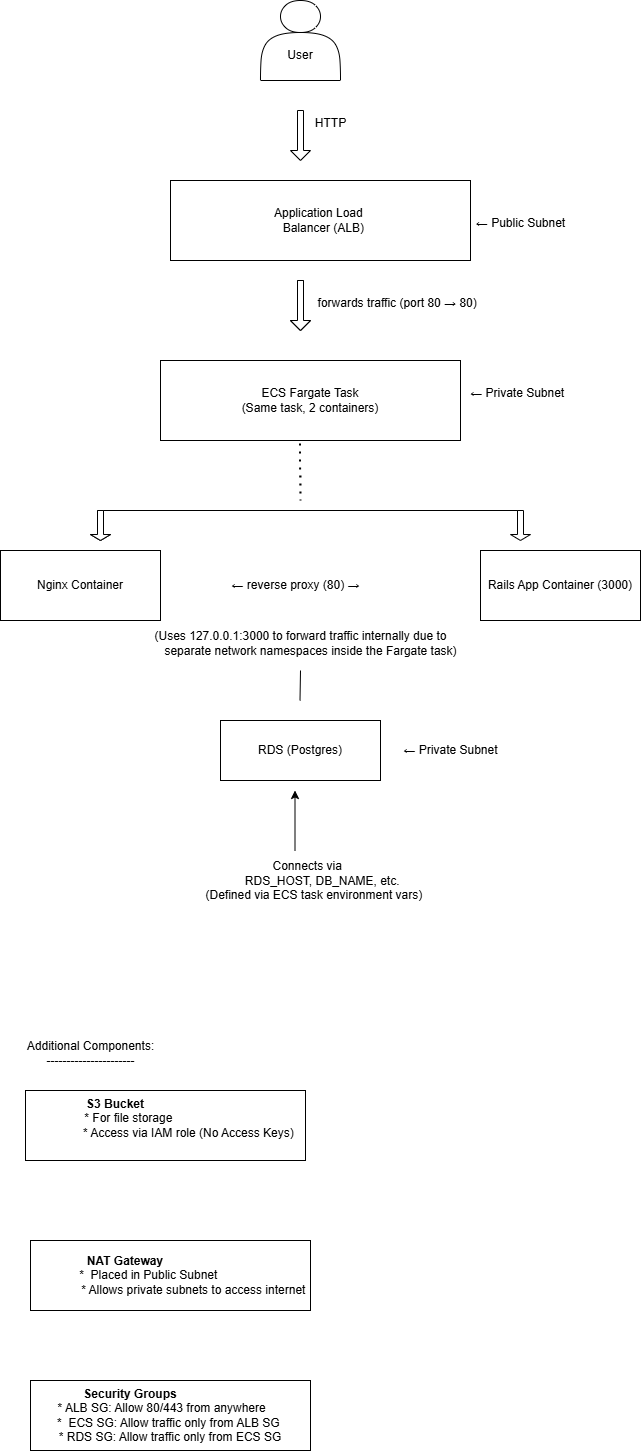 User
HTTP
Application Load
Balancer (ALB)
← Public Subnet
forwards traffic (port 80 → 80)
ECS Fargate Task
(Same task, 2 containers)
← Private Subnet
Nginx Container
← reverse proxy (80) →
Rails App Container (3000)
(Uses 127.0.0.1:3000 to forward traffic internally due to
separate network namespaces inside the Fargate task)
RDS (Postgres)
← Private Subnet
Connects via
RDS_HOST, DB_NAME, etc.
(Defined via ECS task environment vars)
Additional Components:
----------------------
S3 Bucket
* For file storage
* Access via IAM role (No Access Keys)
NAT Gateway
* Placed in Public Subnet
* Allows private subnets to access internet
Security Groups
* ALB SG: Allow 80/443 from anywhere
* ECS SG: Allow traffic only from ALB SG
* RDS SG: Allow traffic only from ECS SG